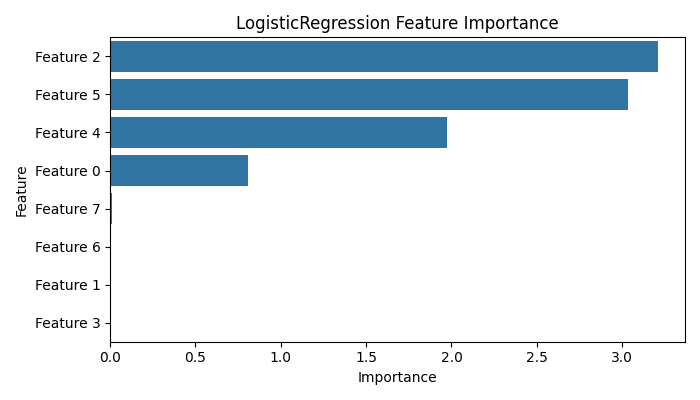 LogisticRegression Feature Importance
Feature 2
Feature 5
Feature 4
Feature 0
Feature 7
Feature 6
Feature 1
Feature 3
Feature
0.0 0.5 1.0 1.5 2.0 2.5 3.0
Importance